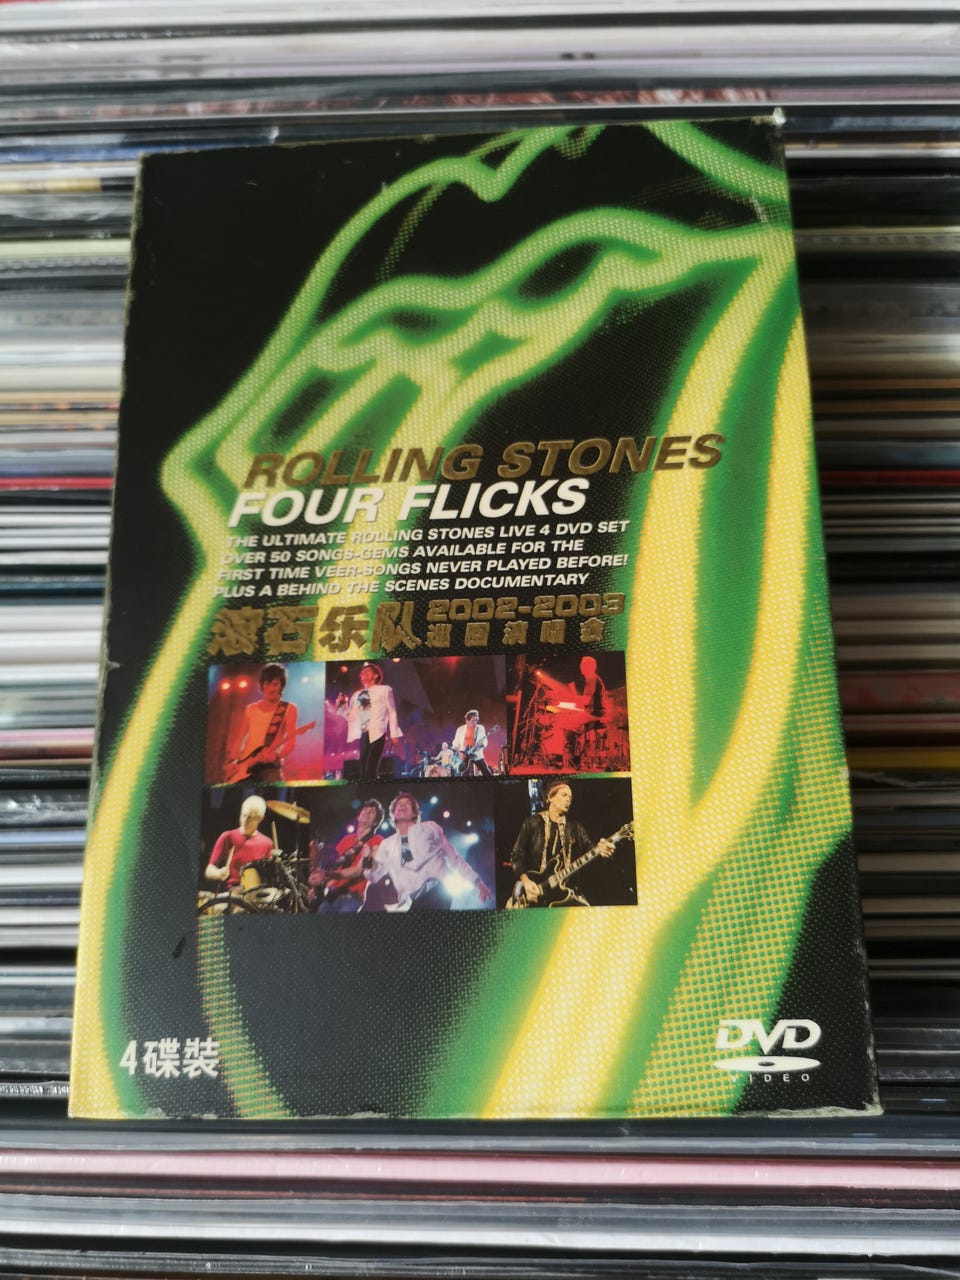 ROLLING STONES
FOUR FLICKS
THE ULTIMATE ROLLING STONES LIVE 4 DVD SET
OVER 50 SONGS-GEMS AVAILABLE FOR THE
FIRST TIME VEER-SONGS NEVER PLAYED BEFORE!
PLUS A BEHIND THE SCENES DOCUMENTARY
滚石乐队 2002-2003
巡回演唱会
4碟裝
DVD
VIDEO